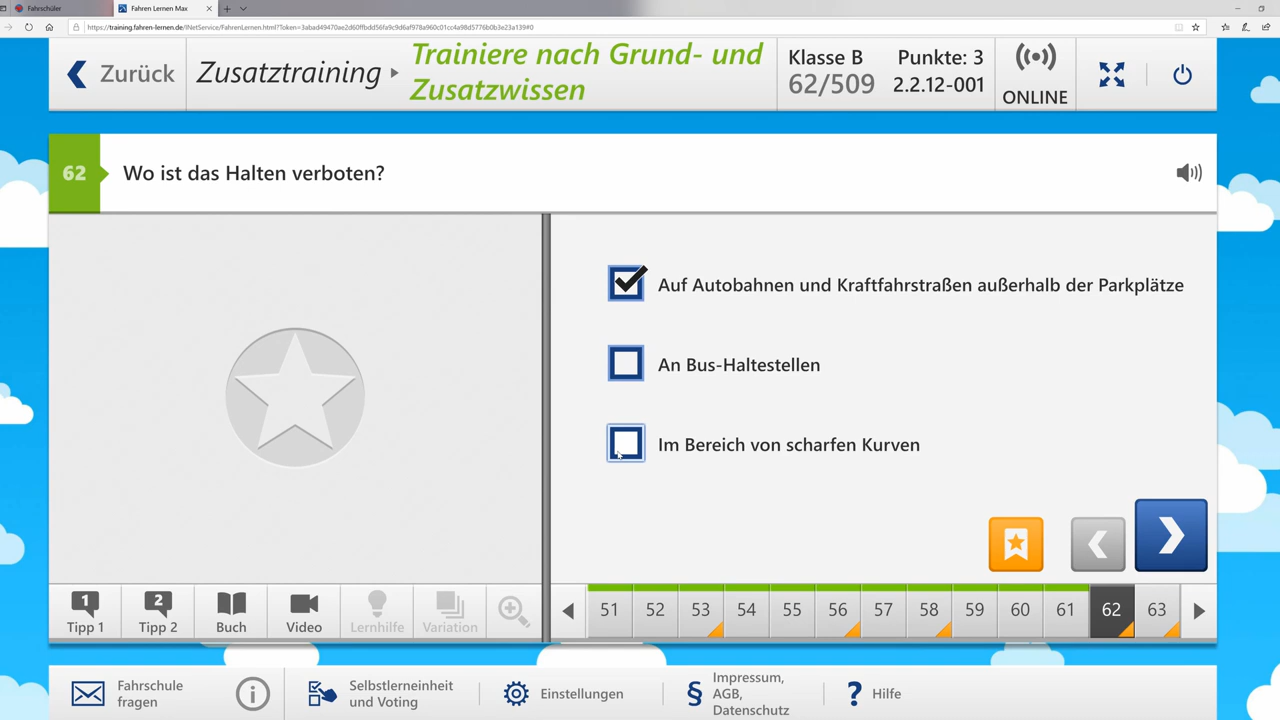 Fahrschüler
Fahren Lernen Max
https://training.fahren-lernen.de/INetService/FahrenLernen.html?Token=3abad49470ae2d60ffbdd56fa9c9d6af978a960c01cc4a98d5776b0b3e23a139#0
Zurück
Zusatztraining
Trainiere nach Grund- und
Zusatzwissen
Klasse B
62/509
Punkte: 3
2.2.12-001
ONLINE
62
Wo ist das Halten verboten?
Auf Autobahnen und Kraftfahrstraßen außerhalb der Parkplätze
An Bus-Haltestellen
Im Bereich von scharfen Kurven
1
Tipp 1
2
Tipp 2
Buch
Video
Lernhilfe
Variation
51 52 53 54 55 56 57 58 59 60 61 62 63
Fahrschule
fragen
Selbstlerneinheit
und Voting
Einstellungen
§
Impressum,
AGB,
Datenschutz
?
Hilfe